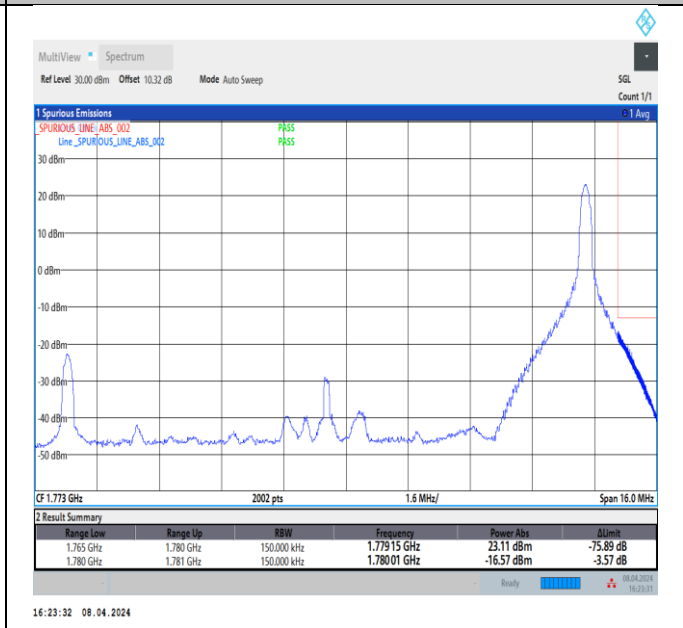 MultiView Spectrum
Ref Level 30.00 dBm Offset 10.32 dB Mode Auto Sweep SGL
Count 1/1
1 Spurious Emissions 1 Avg
_SPURIOUS_LINE_ABS_002 PASS
Line _SPURIOUS_LINE_ABS_002 PASS
30 dBm
20 dBm
10 dBm
0 dBm
-10 dBm
-20 dBm
-30 dBm
-40 dBm
-50 dBm
CF 1.773 GHz 2002 pts 1.6 MHz/ Span 16.0 MHz
2 Result Summary
Range Low Range Up RBW Frequency Power Abs ΔLimit
1.765 GHz 1.780 GHz 150.000 kHz 1.77915 GHz 23.11 dBm -75.89 dB
1.780 GHz 1.781 GHz 150.000 kHz 1.78001 GHz -16.57 dBm -3.57 dB
Ready 08.04.2024
16:23:31
16:23:32 08.04.2024